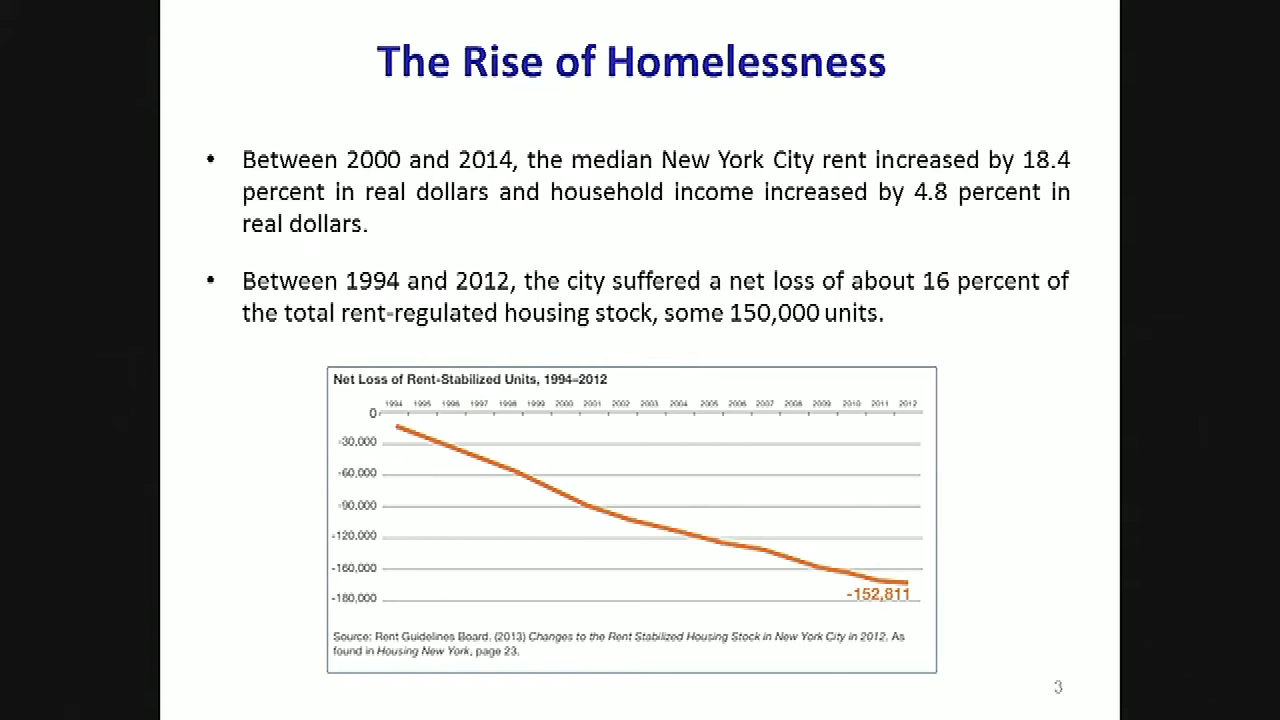 The Rise of Homelessness
• Between 2000 and 2014, the median New York City rent increased by 18.4
percent in real dollars and household income increased by 4.8 percent in
real dollars.
• Between 1994 and 2012, the city suffered a net loss of about 16 percent of
the total rent-regulated housing stock, some 150,000 units.
Net Loss of Rent-Stabilized Units, 1994–2012
1994 1995 1996 1997 1998 1999 2000 2001 2002 2003 2004 2005 2006 2007 2008 2009 2010 2011 2012
0
-30,000
-60,000
-90,000
-120,000
-160,000
-180,000
-152,811
Source: Rent Guidelines Board. (2013) Changes to the Rent Stabilized Housing Stock in New York City in 2012. As
found in Housing New York, page 23.
3